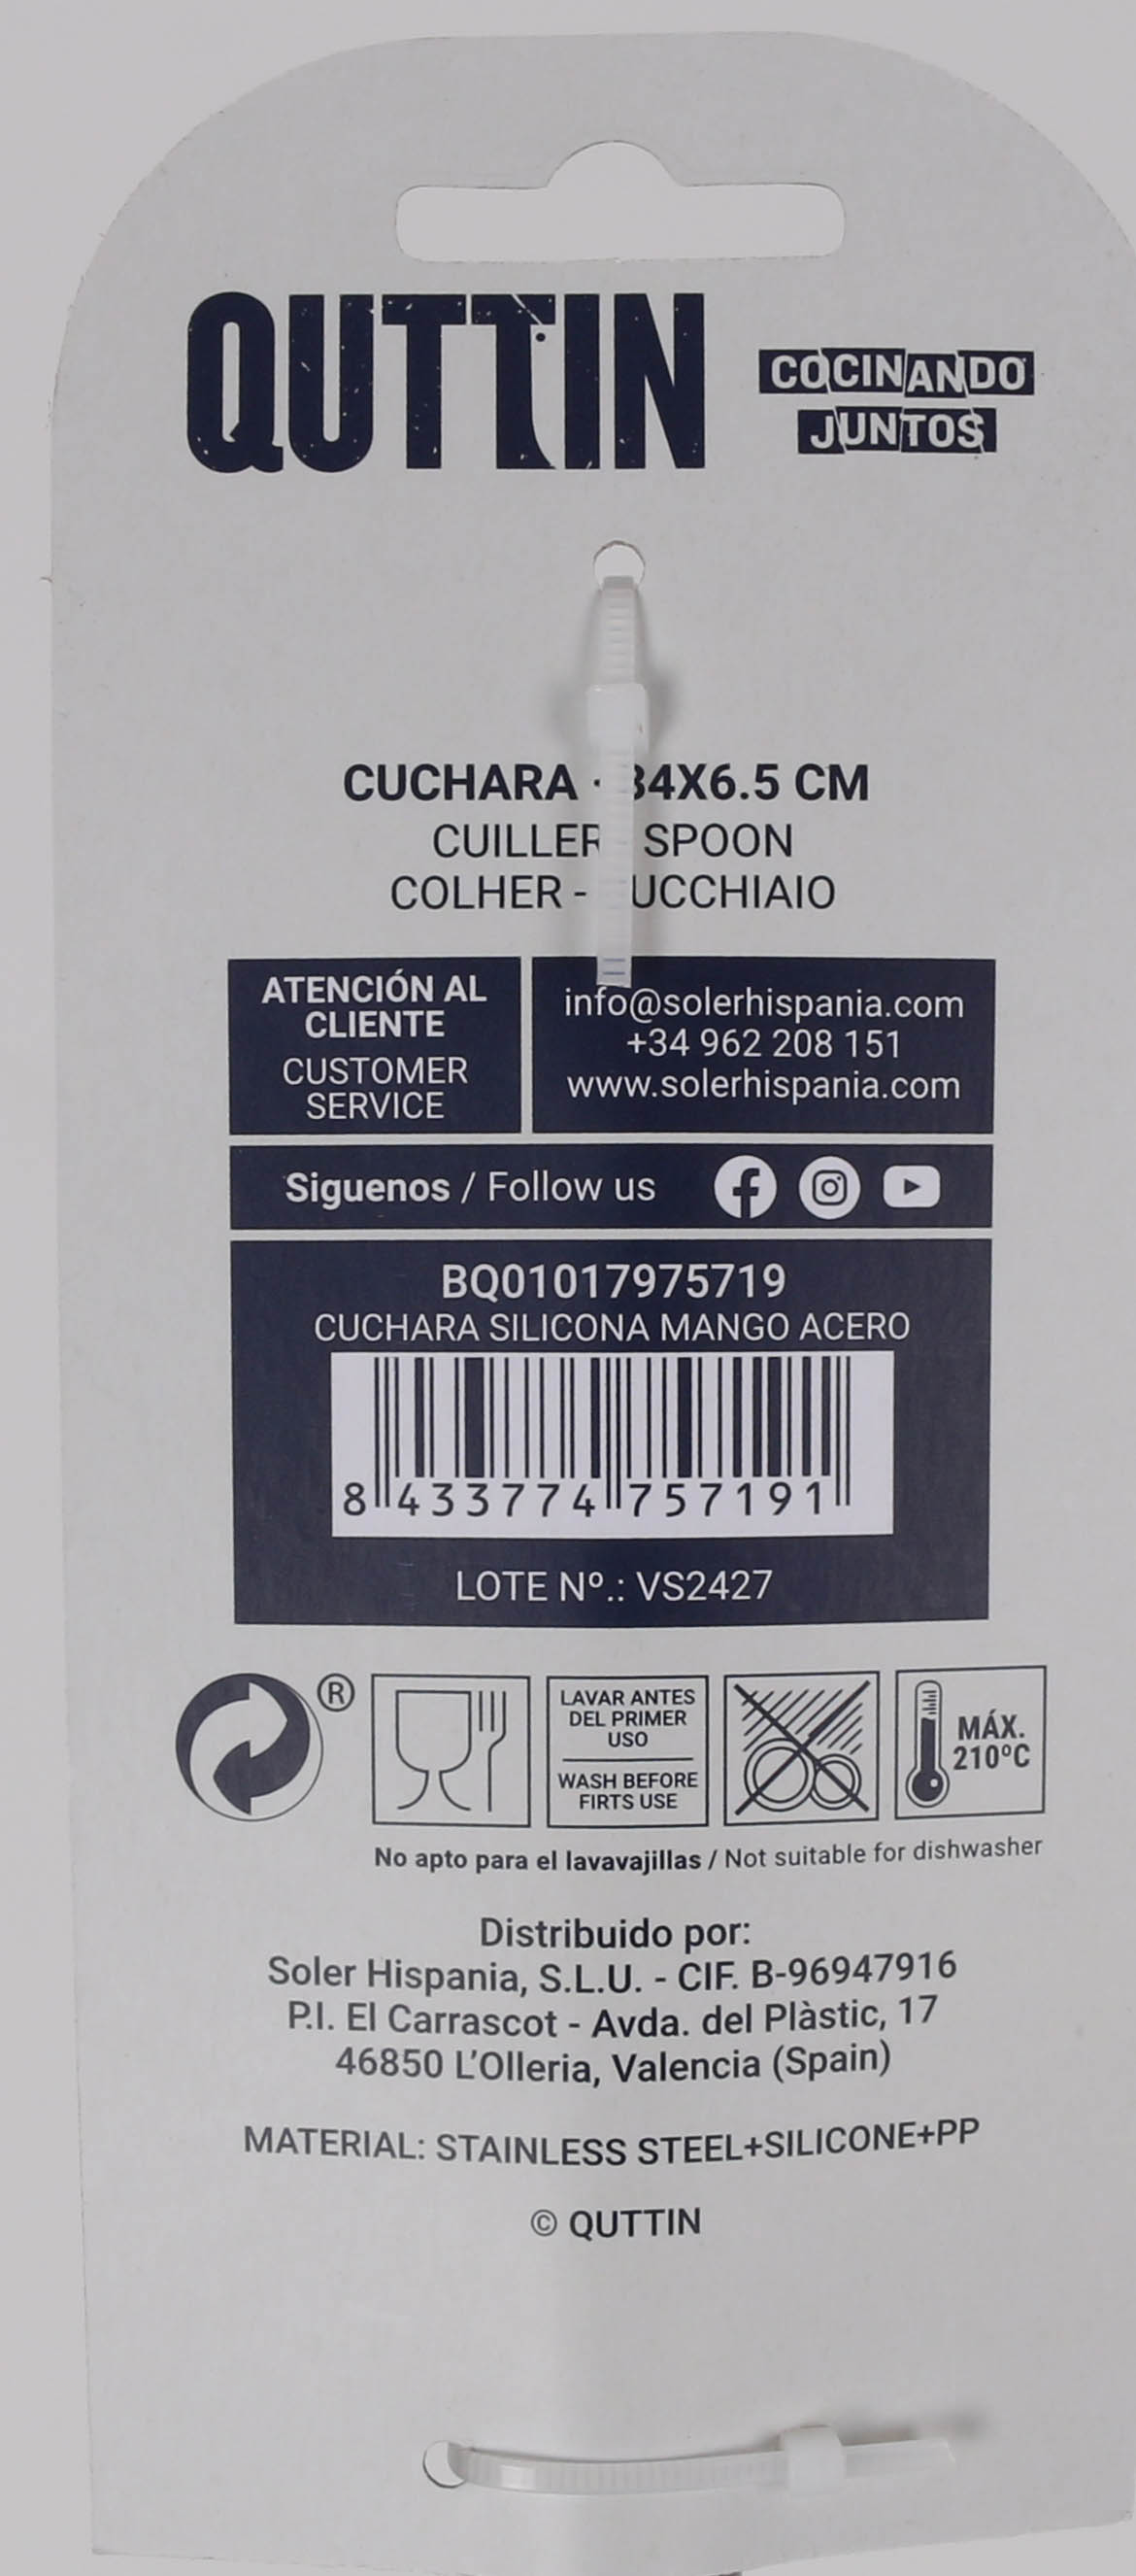 QUTTIN
COCINANDO
JUNTOS
CUCHARA · 34X6.5 CM
SPOON
COLHER -
ATENCIÓN AL
CLIENTE
CUSTOMER
SERVICE
info@solerhispania.com
+34 962 208 151
www.solerhispania.com
Siguenos / Follow us
BQ01017975719
CUCHARA SILICONA MANGO ACERO
8 433774 757191
LOTE Nº.: VS2427
®
LAVAR ANTES
DEL PRIMER
USO
WASH BEFORE
FIRTS USE
MÁX.
210ºC
No apto para el lavavajillas / Not suitable for dishwasher
Distribuido por:
Soler Hispania, S.L.U. - CIF. B-96947916
P.I. El Carrascot - Avda. del Plàstic, 17
46850 L'Olleria, Valencia (Spain)
MATERIAL: STAINLESS STEEL+SILICONE+PP
© QUTTIN